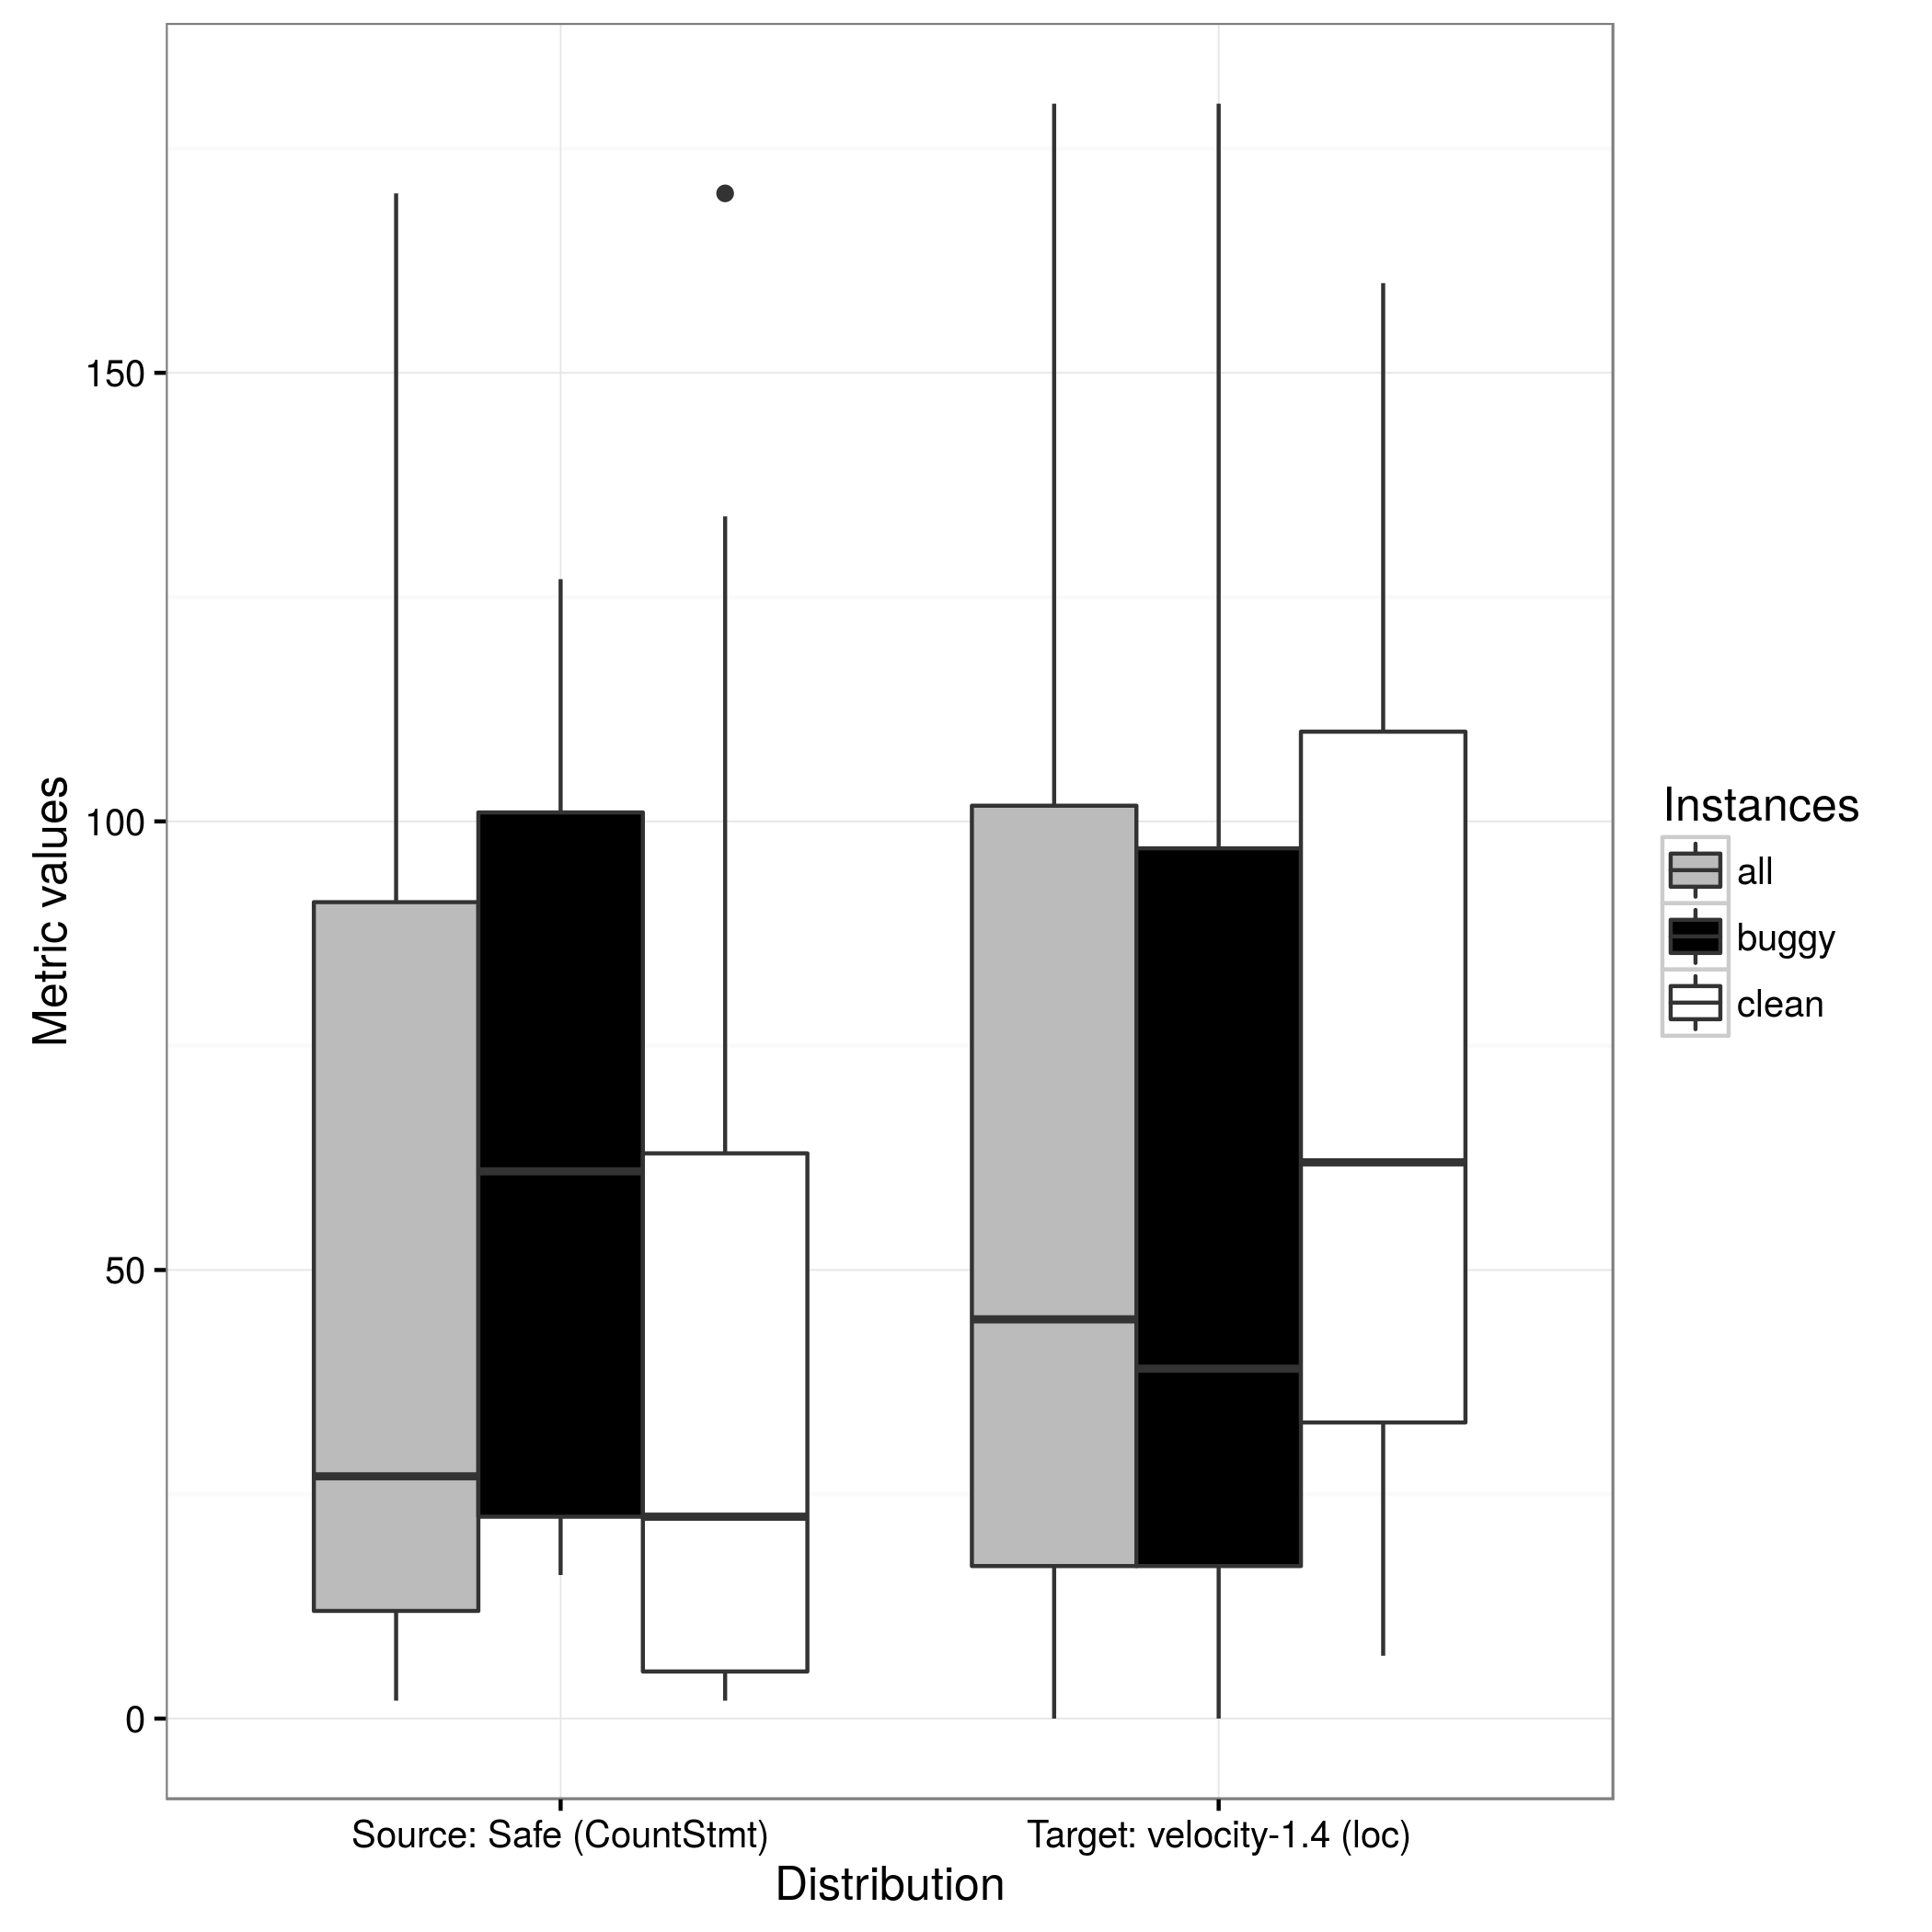 Metric values
150
100
50
0
Source: Safe (CountStmt)
Target: velocity-1.4 (loc)
Distribution
Instances
all
buggy
clean